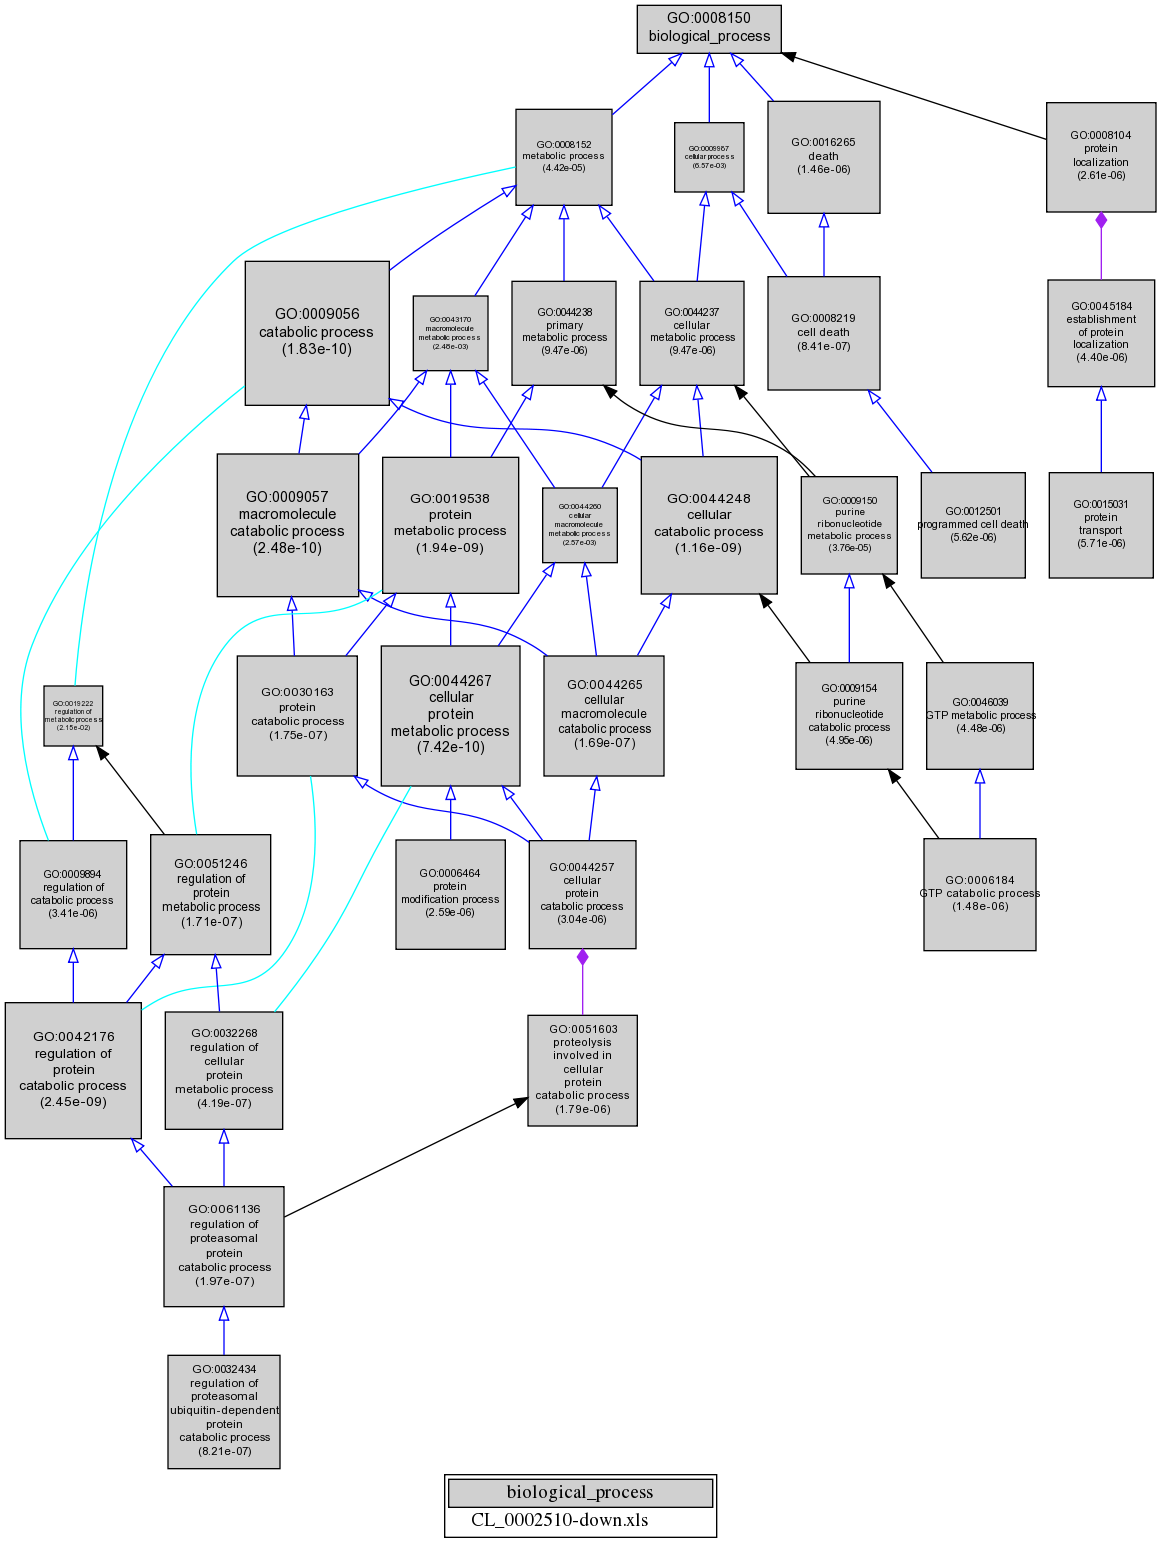 GO:0008150
biological_process
GO:0008152
metabolic process
(4.42e-05)
GO:0009987
cellular process
(6.57e-03)
GO:0016265
death
(1.46e-06)
GO:0008104
protein
localization
(2.61e-06)
GO:0009056
catabolic process
(1.83e-10)
GO:0043170
macromolecule
metabolic process
(2.48e-03)
GO:0044238
primary
metabolic process
(9.47e-06)
GO:0044237
cellular
metabolic process
(9.47e-06)
GO:0008219
cell death
(8.41e-07)
GO:0045184
establishment
of protein
localization
(4.40e-06)
GO:0009057
macromolecule
catabolic process
(2.48e-10)
GO:0019538
protein
metabolic process
(1.94e-09)
GO:0044260
cellular
macromolecule
metabolic process
(2.57e-03)
GO:0044248
cellular
catabolic process
(1.16e-09)
GO:0009150
purine
ribonucleotide
metabolic process
(3.76e-05)
GO:0012501
programmed cell death
(5.62e-06)
GO:0015031
protein
transport
(5.71e-06)
GO:0019222
regulation of
metabolic process
(2.15e-02)
GO:0030163
protein
catabolic process
(1.75e-07)
GO:0044267
cellular
protein
metabolic process
(7.42e-10)
GO:0044265
cellular
macromolecule
catabolic process
(1.69e-07)
GO:0009154
purine
ribonucleotide
catabolic process
(4.95e-06)
GO:0046039
GTP metabolic process
(4.48e-06)
GO:0009894
regulation of
catabolic process
(3.41e-06)
GO:0051246
regulation of
protein
metabolic process
(1.71e-07)
GO:0006464
protein
modification process
(2.59e-06)
GO:0044257
cellular
protein
catabolic process
(3.04e-06)
GO:0006184
GTP catabolic process
(1.48e-06)
GO:0042176
regulation of
protein
catabolic process
(2.45e-09)
GO:0032268
regulation of
cellular
protein
metabolic process
(4.19e-07)
GO:0051603
proteolysis
involved in
cellular
protein
catabolic process
(1.79e-06)
GO:0061136
regulation of
proteasomal
protein
catabolic process
(1.97e-07)
GO:0032434
regulation of
proteasomal
ubiquitin-dependent
protein
catabolic process
(8.21e-07)
biological_process
CL_0002510-down.xls